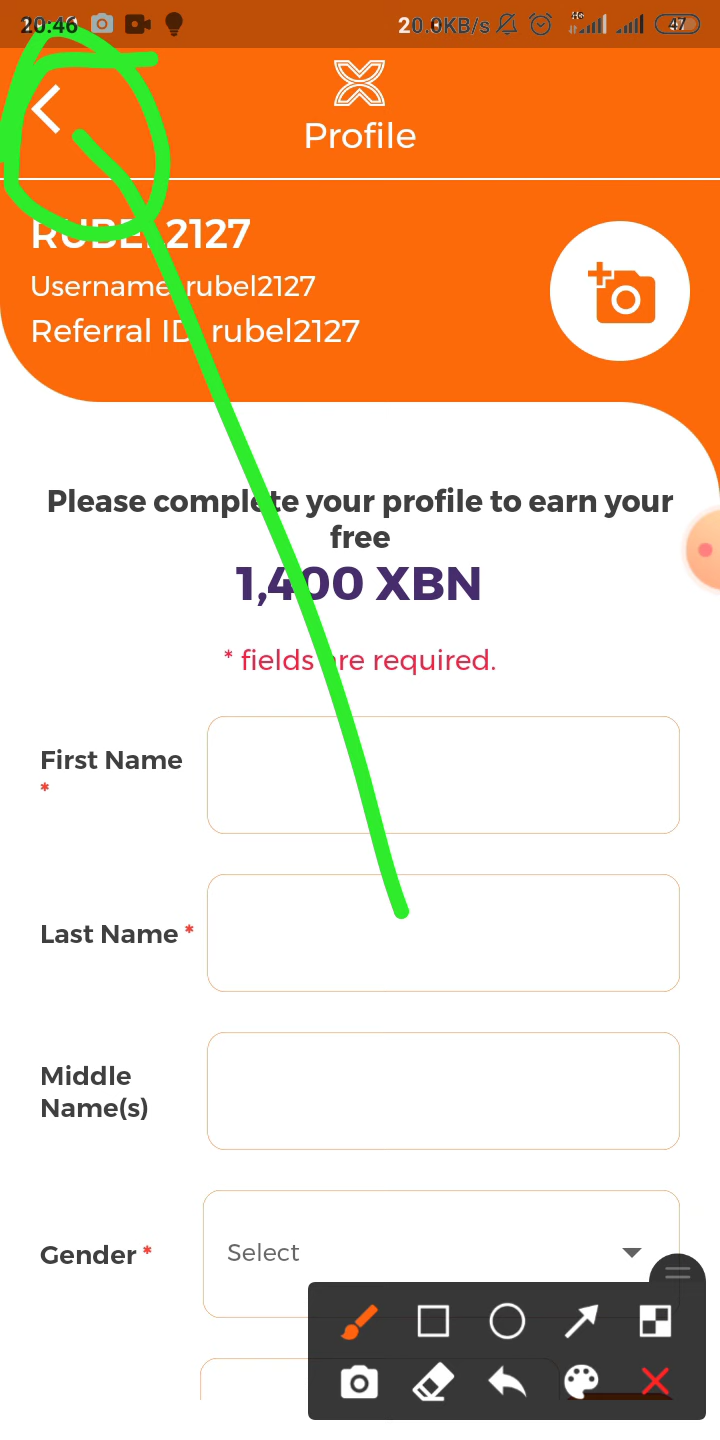 20:46 20.0KB/s HG 47
Profile
RUBEL2127
Username: rubel2127
Referral ID: rubel2127
Please complete your profile to earn your
free
1,400 XBN
* fields are required.
First Name
*
Last Name *
Middle
Name(s)
Gender *
Select